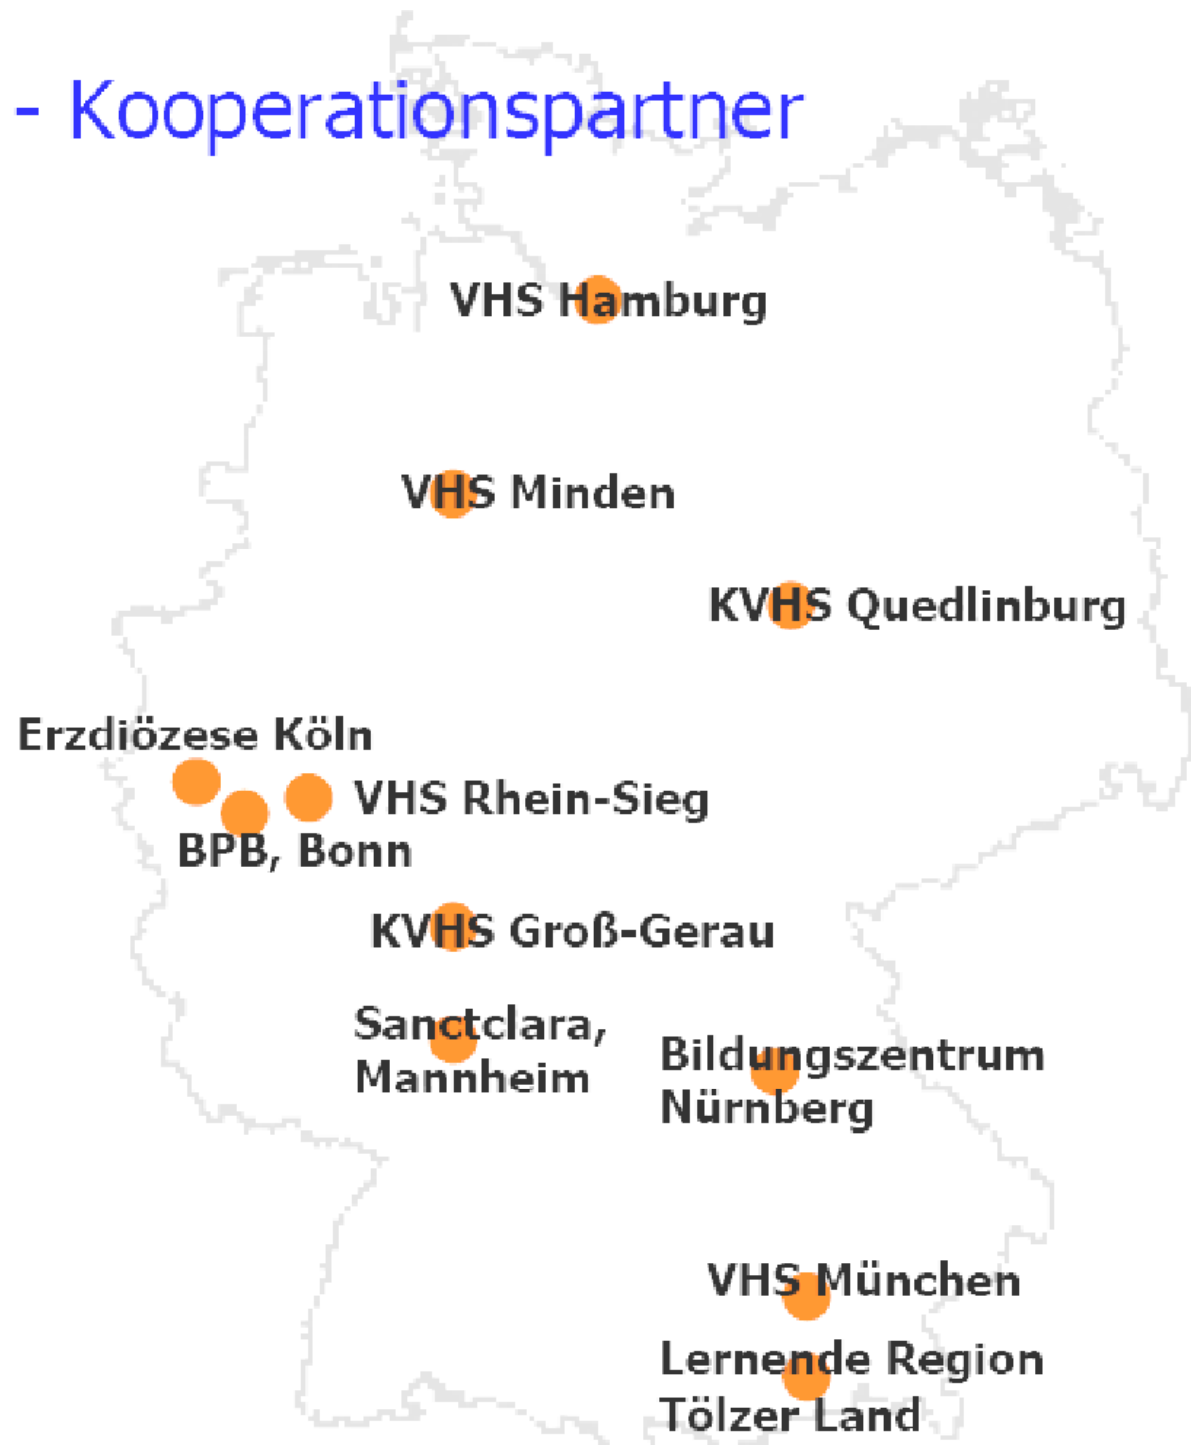 - Kooperationspartner
VHS Hamburg
VHS Minden
KVHS Quedlinburg
Erzdiözese Köln
VHS Rhein-Sieg
BPB, Bonn
KVHS Groß-Gerau
Sanctclara,
Mannheim
Bildungszentrum
Nürnberg
VHS München
Lernende Region
Tölzer Land